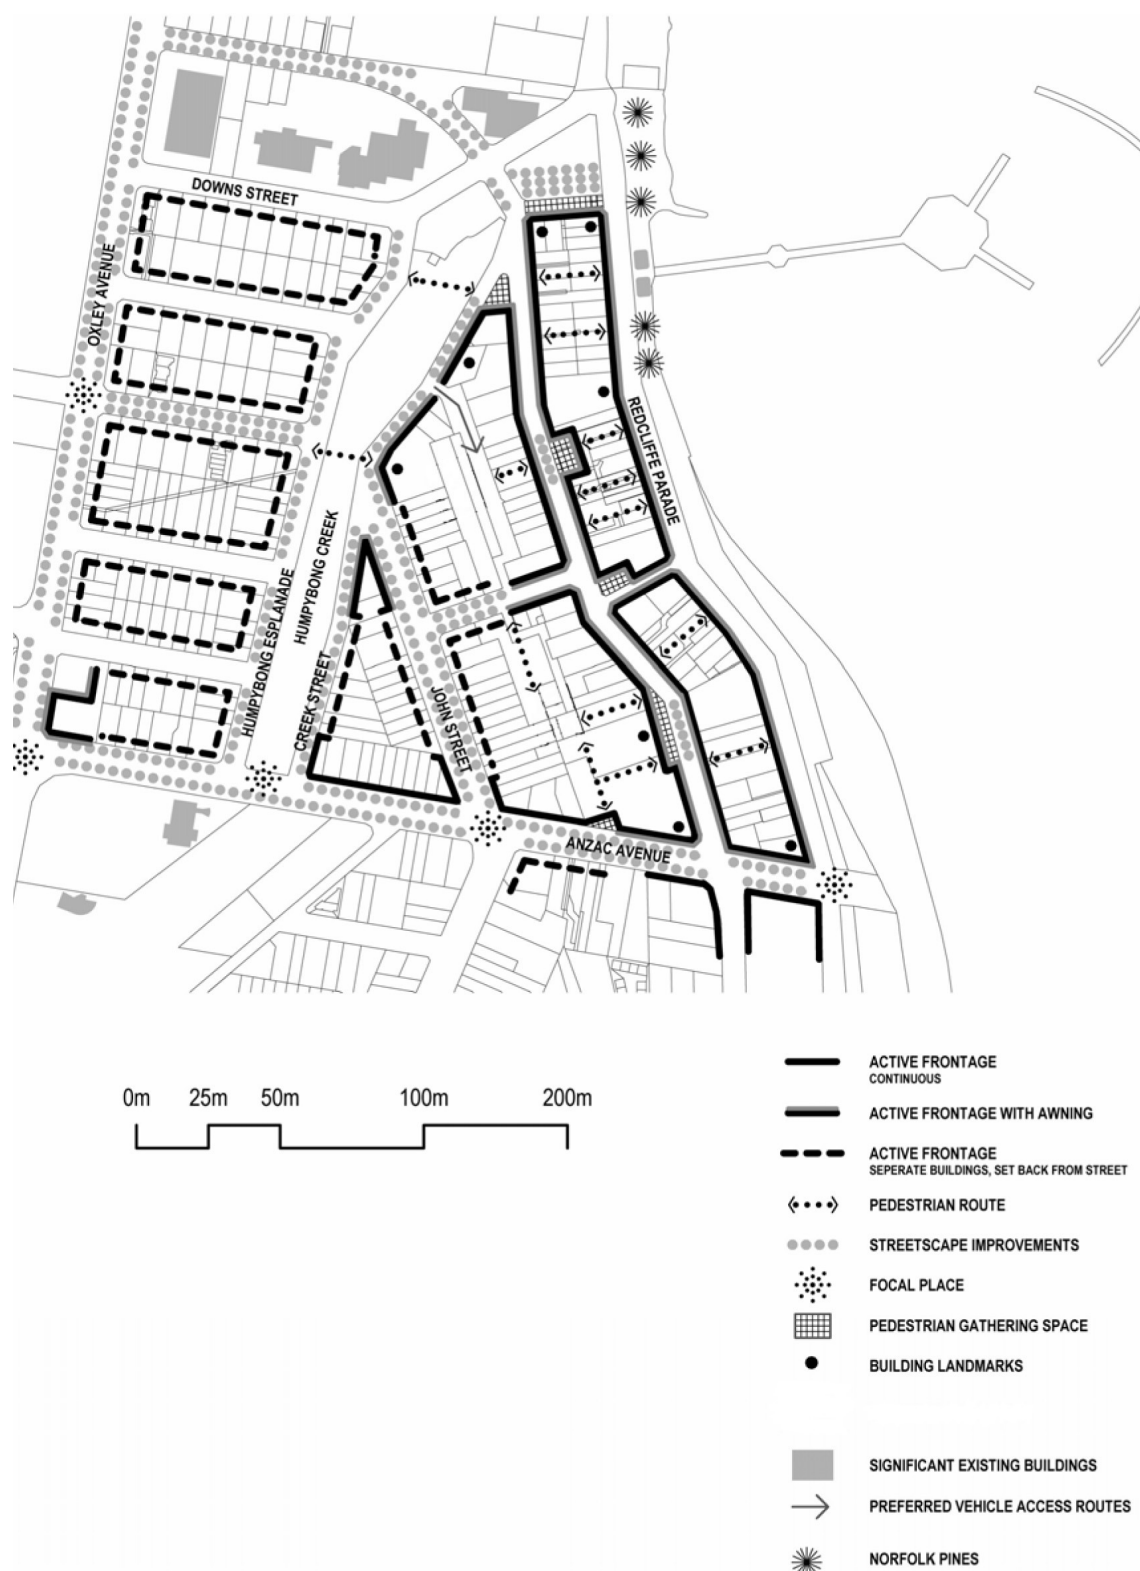 DOWNS STREET
OXLEY AVENUE
REDCLIFFE PARADE
HUMPYBONG CREEK
HUMPYBONG ESPLANADE
CREEK STREET
JOHN STREET
ANZAC AVENUE
0m 25m 50m 100m 200m
ACTIVE FRONTAGE
CONTINUOUS
ACTIVE FRONTAGE WITH AWNING
ACTIVE FRONTAGE
SEPERATE BUILDINGS, SET BACK FROM STREET
PEDESTRIAN ROUTE
STREETSCAPE IMPROVEMENTS
FOCAL PLACE
PEDESTRIAN GATHERING SPACE
BUILDING LANDMARKS
SIGNIFICANT EXISTING BUILDINGS
PREFERRED VEHICLE ACCESS ROUTES
NORFOLK PINES